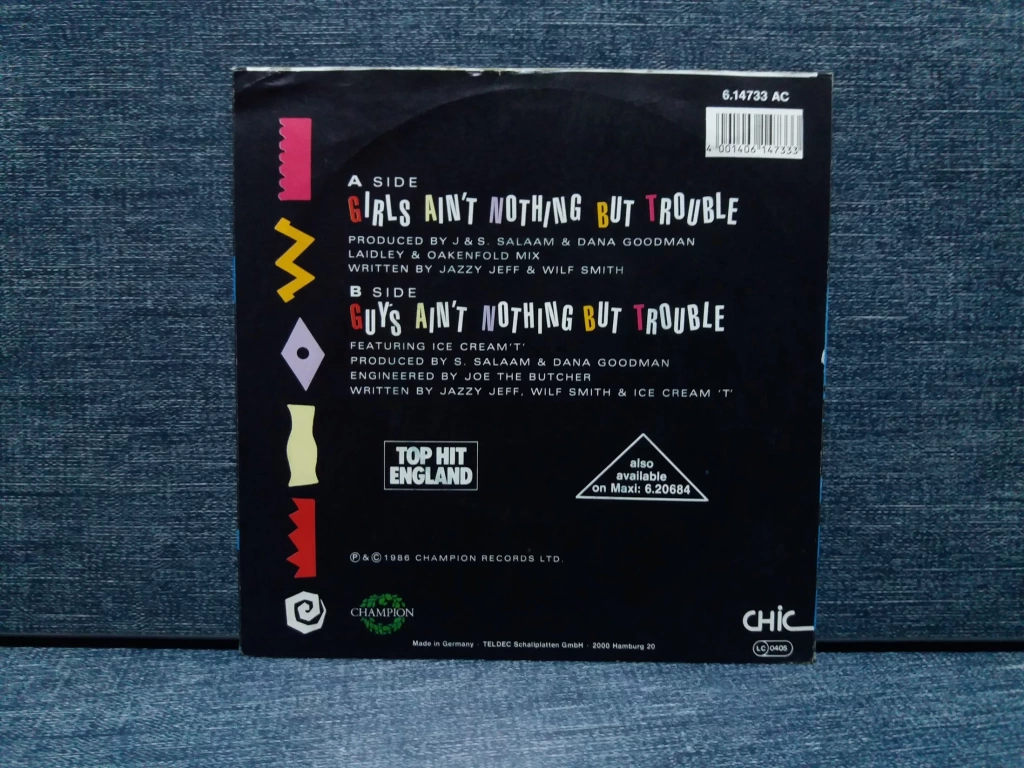 6.14733 AC
4 001406 147333
A SIDE
GIRLS AIN'T NOTHING BUT TROUBLE
PRODUCED BY J & S. SALAAM & DANA GOODMAN
LAIDLEY & OAKENFOLD MIX
WRITTEN BY JAZZY JEFF & WILF SMITH
B SIDE
GUY'S AIN'T NOTHING BUT TROUBLE
FEATURING ICE CREAM'T'
PRODUCED BY S. SALAAM & DANA GOODMAN
ENGINEERED BY JOE THE BUTCHER
WRITTEN BY JAZZY JEFF, WILF SMITH & ICE CREAM 'T'
TOP HIT
ENGLAND
also
available
on Maxi: 6.20684
℗ & © 1986 CHAMPION RECORDS LTD.
CHAMPION
CHIC
Made in Germany · TELDEC Schallplatten GmbH · 2000 Hamburg 20
LC 0405